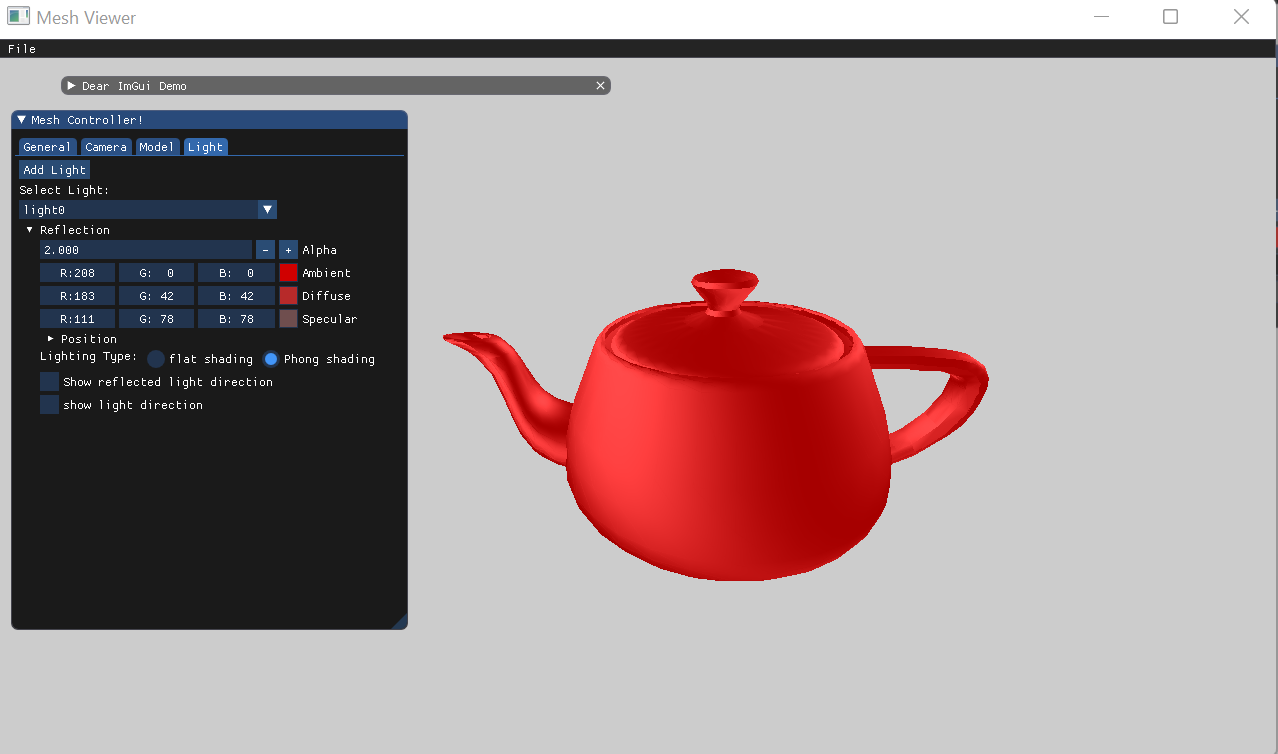 Mesh Viewer
File
Dear ImGui Demo
Mesh Controller!
General Camera Model Light
Add Light
Select Light:
light0
Reflection
2.000 - + Alpha
R:208 G: 0 B: 0 Ambient
R:183 G: 42 B: 42 Diffuse
R:111 G: 78 B: 78 Specular
Position
Lighting Type: flat shading Phong shading
Show reflected light direction
show light direction